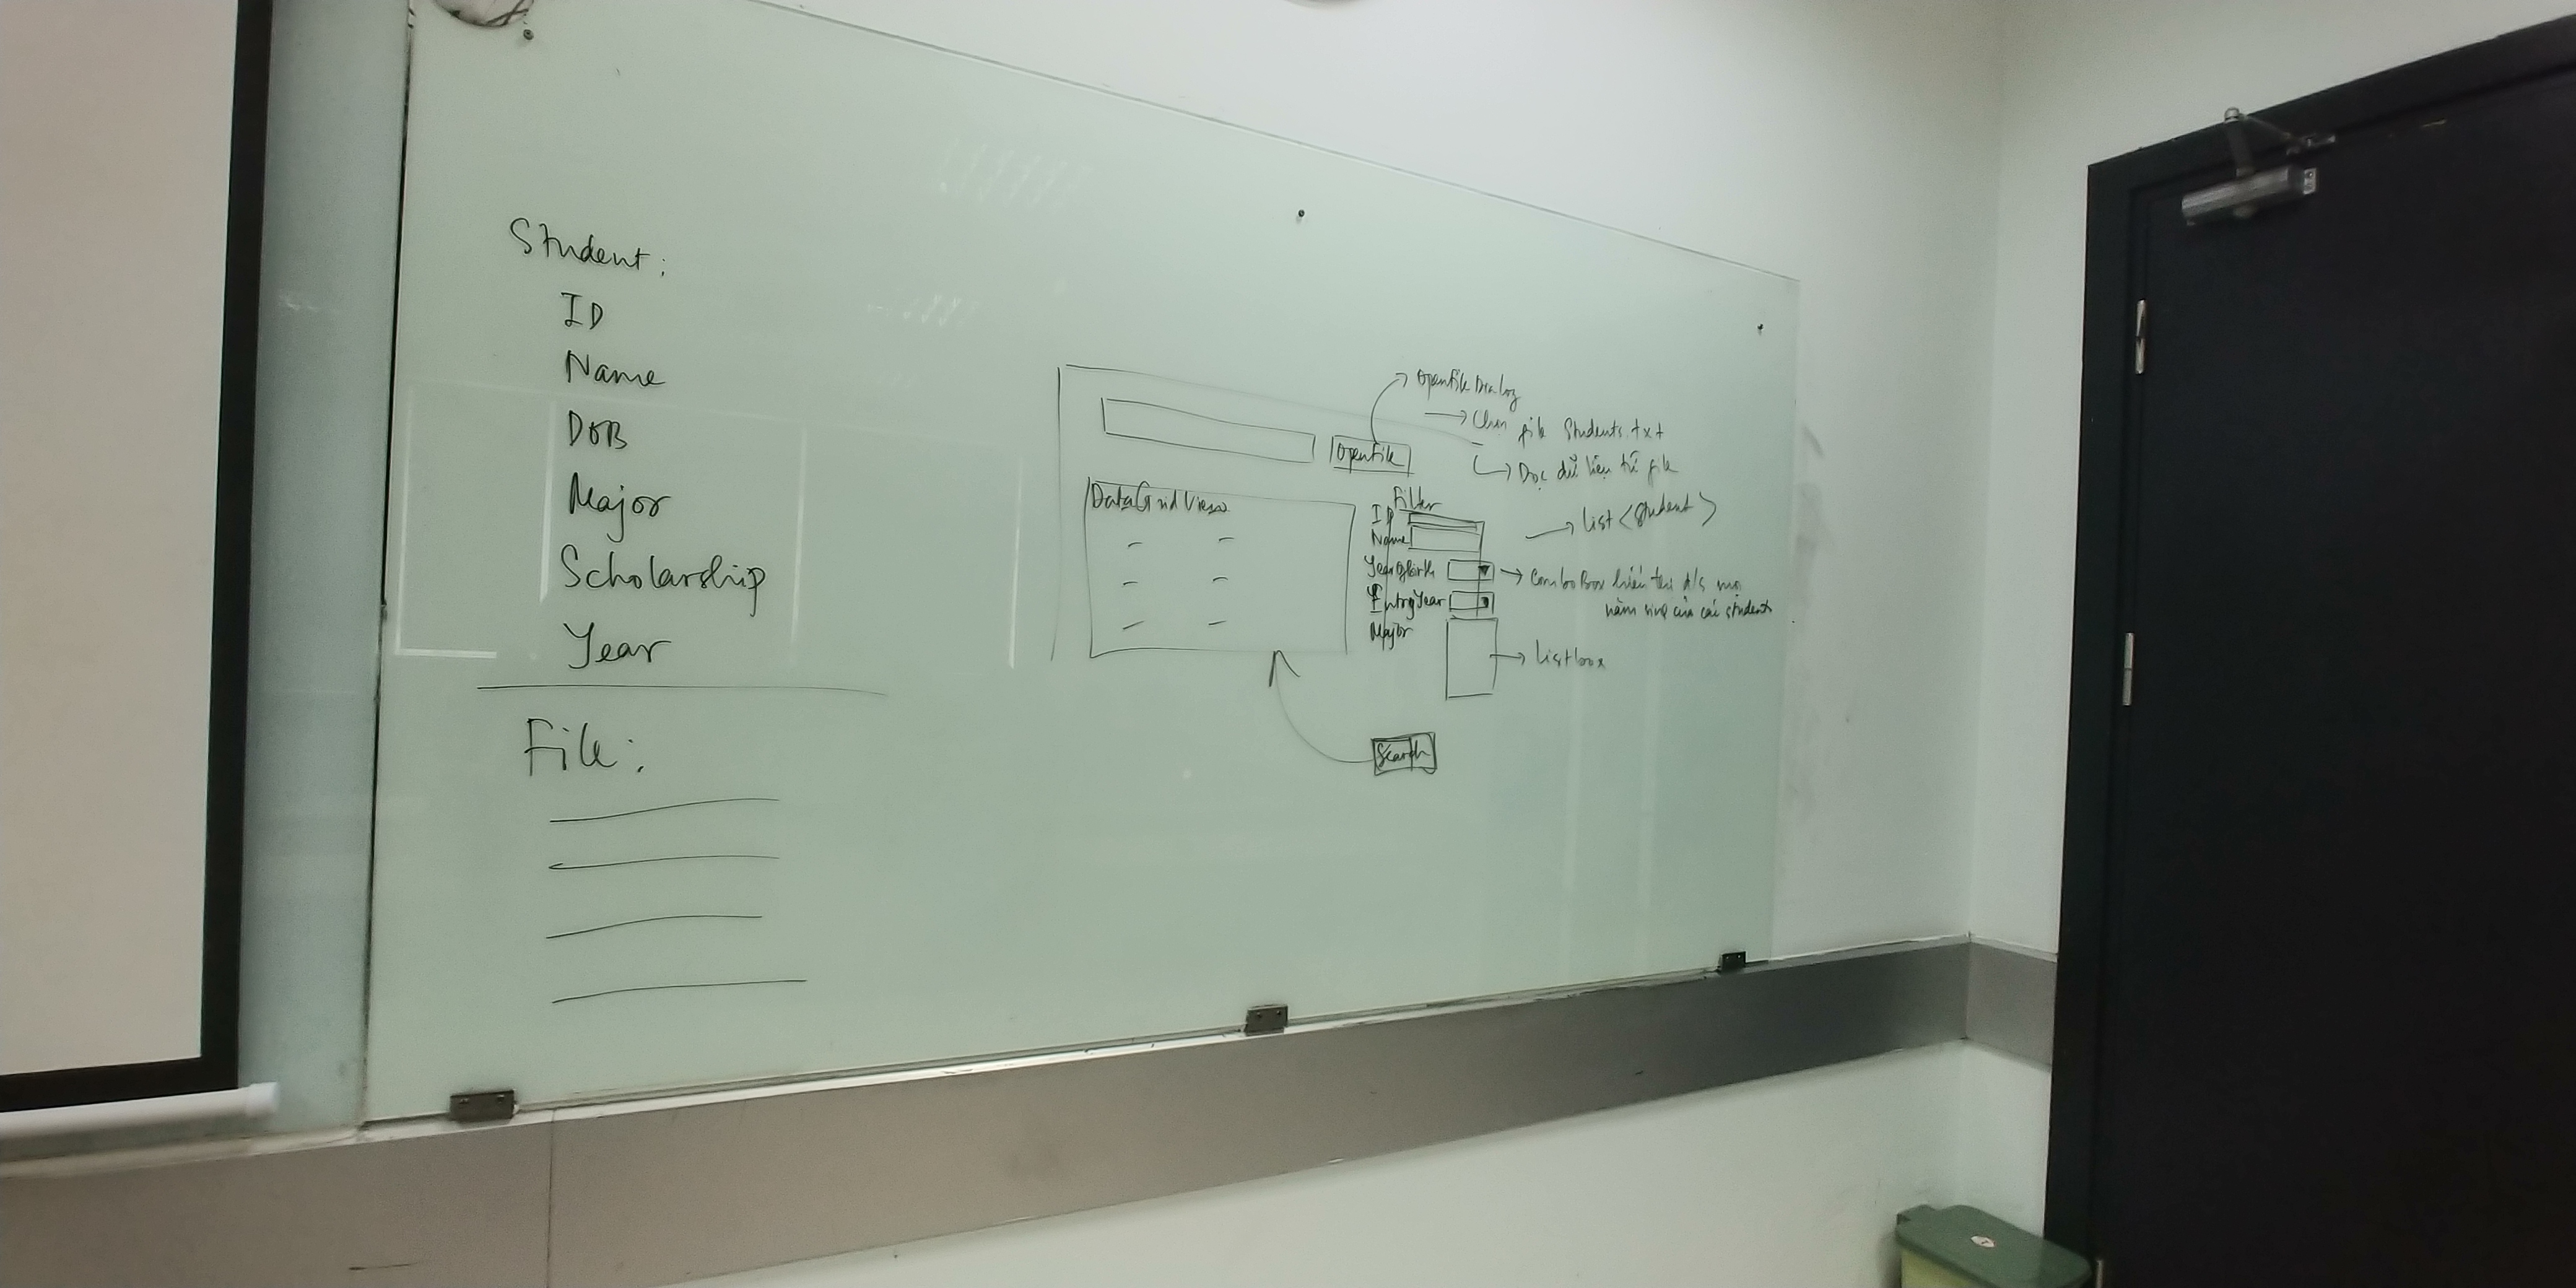 Student:
ID
Name
DOB
Major
Scholarship
Year
File:
OpenFile
OpenFileDialog
Chọn file Students.txt
Đọc dữ liệu từ file
List <Student>
DataGridView
Filter
ID
Name
YearOfBirth
EntryYear
Major
ComboBox hiển thị d/s mọi
năm sinh của các student
Listbox
Search